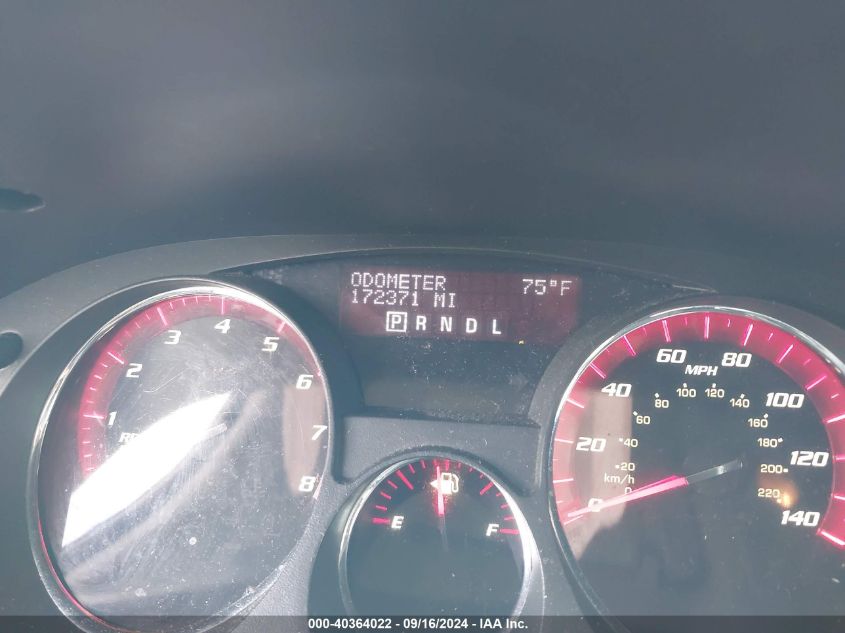 ODOMETER 75°F
172371 MI
P R N D L
1 2 3 4 5 6 7 8
E F
0 20 40 60 80 100 120 140
MPH
0 20 40 60 80 100 120 140 160 180 200 220
km/h
000-40364022 - 09/16/2024 - IAA Inc.